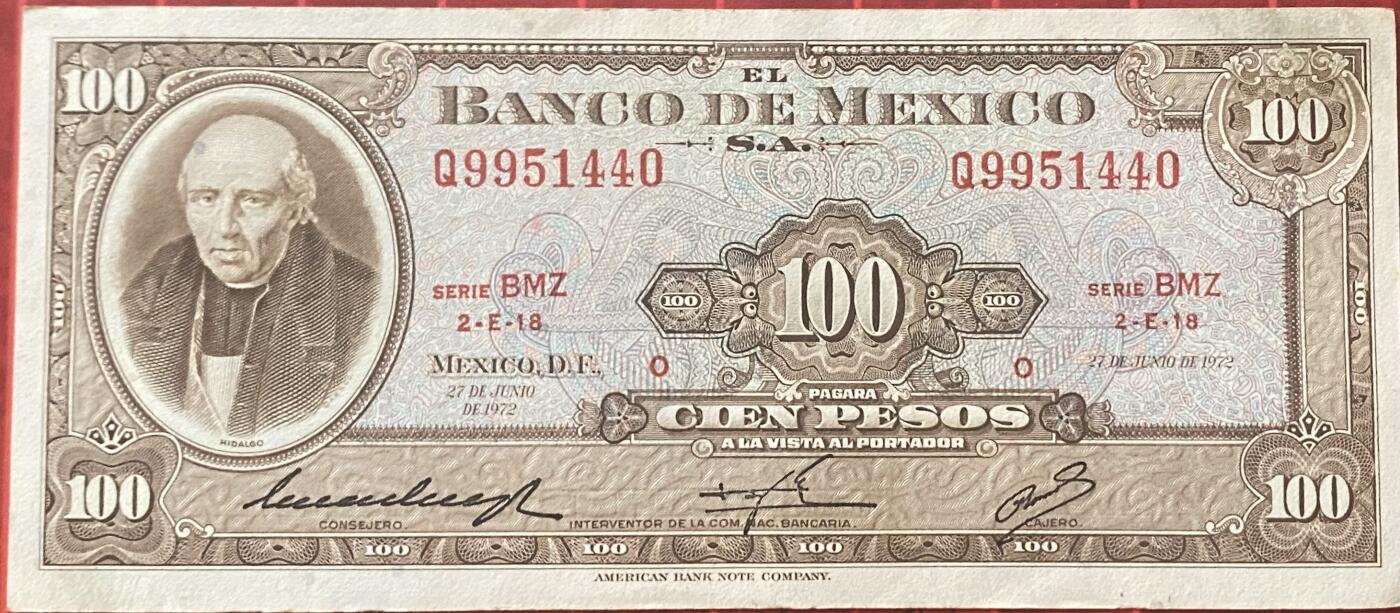 EL
BANCO DE MEXICO
S.A.
100
100
Q9951440
Q9951440
SERIE BMZ
2-E-18
SERIE BMZ
2-E-18
100
100
100
100
100
MEXICO, D.F.,
27 DE JUNIO
DE 1972
O
O
27 DE JUNIO DE 1972
PAGARA
CIEN PESOS
A LA VISTA AL PORTADOR
HIDALGO
100
100
CONSEJERO.
INTERVENTOR DE LA COM. NAC. BANCARIA.
CAJERO.
100
100
100
100
AMERICAN BANK NOTE COMPANY.